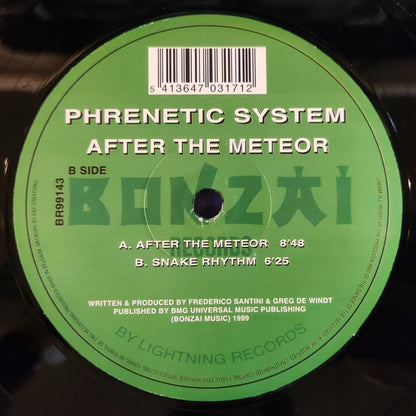 5 413647 031712
PHRENETIC SYSTEM
AFTER THE METEOR
B SIDE
BR99143
BONZAI
RECORDS.
A. AFTER THE METEOR 8'48
B. SNAKE RHYTHM 6'25
WRITTEN & PRODUCED BY FREDERICO SANTINI & GREG DE WINDT
PUBLISHED BY BMG UNIVERSAL MUSIC PUBLISHING
(BONZAI MUSIC) 1999
BY LIGHTNING RECORDS